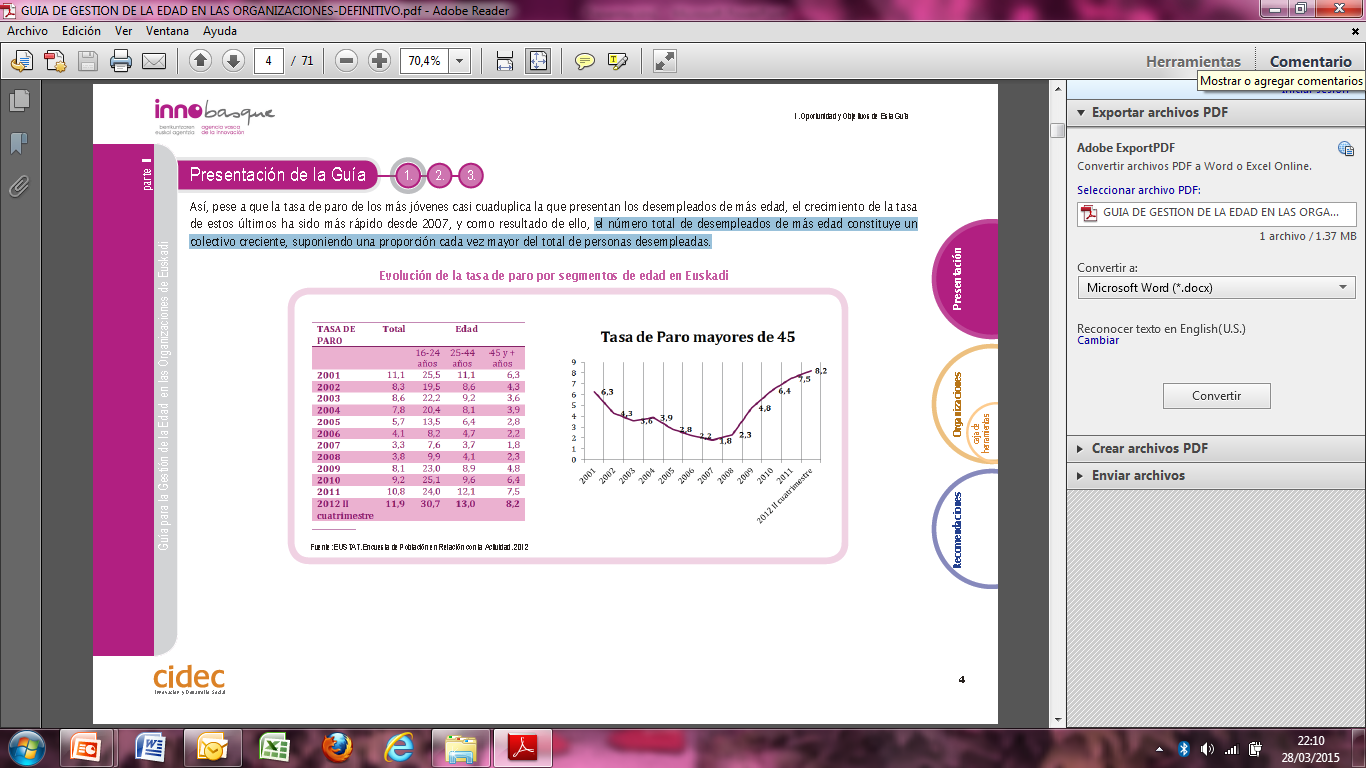 GUIA DE GESTION DE LA EDAD EN LAS ORGANIZACIONES-DEFINITIVO.pdf - Adobe Reader
Archivo Edición Ver Ventana Ayuda
4 / 71 70,4% Herramientas Comentario
Mostrar o agregar comentarios
innobasque
berrikuntzaren euskal agentzia
agencia vasca de la innovación
1. Oportunidad y Objetivos de Esta Guía
parte I
Presentación de la Guía 1. 2. 3.
Así, pese a que la tasa de paro de los más jóvenes casi cuaduplica la que presentan los desempleados de más edad, el crecimiento de la tasa
de estos últimos ha sido más rápido desde 2007, y como resultado de ello, el número total de desempleados de más edad constituye un
colectivo creciente, suponiendo una proporción cada vez mayor del total de personas desempleadas.
Evolución de la tasa de paro por segmentos de edad en Euskadi
TASA DE PARO Total Edad
16-24 años 25-44 años 45 y + años
2001 11,1 25,5 11,1 6,3
2002 8,3 19,5 8,6 4,3
2003 8,6 22,2 9,2 3,6
2004 7,8 20,4 8,1 3,9
2005 5,7 13,5 6,4 2,8
2006 4,1 8,2 4,7 2,2
2007 3,3 7,6 3,7 1,8
2008 3,8 9,9 4,1 2,3
2009 8,1 23,0 8,9 4,8
2010 9,2 25,1 9,6 6,4
2011 10,8 24,0 12,1 7,5
2012 II cuatrimestre 11,9 30,7 13,0 8,2
Fuente: EUSTAT. Encuesta de Población en Relación con la Actividad. 2012
Tasa de Paro mayores de 45
9
8
7
6
5
4
3
2
1
0
6,3 4,3 3,6 3,9 2,8 2,2 1,8 2,3 4,8 6,4 7,5 8,2
2001 2002 2003 2004 2005 2006 2007 2008 2009 2010 2011 2012 II cuatrimestre
Guía para la Gestión de la Edad en las Organizaciones de Euskadi
Presentación
Organizaciones
caja de herramientas
Recomendaciones
cidec
Innovación y Desarrollo Social
4
Exportar archivos PDF
Adobe ExportPDF
Convertir archivos PDF a Word o Excel Online.
Seleccionar archivo PDF:
GUIA DE GESTION DE LA EDAD EN LAS ORGA...
1 archivo / 1.37 MB
Convertir a:
Microsoft Word (*.docx)
Reconocer texto en English(U.S.)
Cambiar
Convertir
Crear archivos PDF
Enviar archivos
22:10
28/03/2015